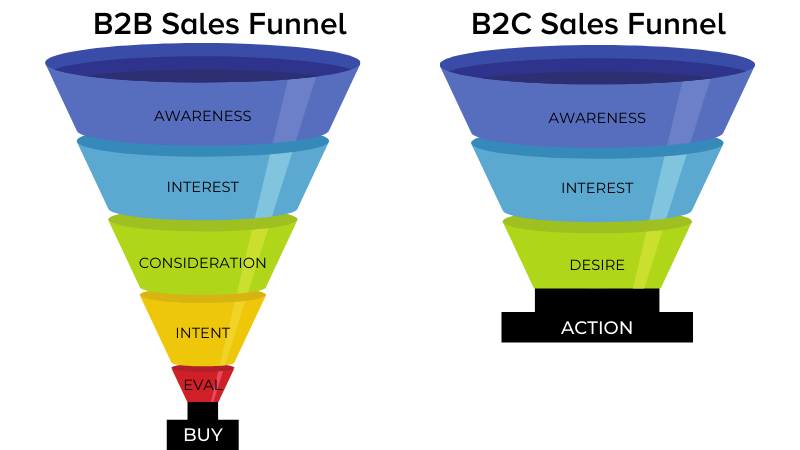 B2B Sales Funnel
AWARENESS
INTEREST
CONSIDERATION
INTENT
EVAL
BUY
B2C Sales Funnel
AWARENESS
INTEREST
DESIRE
ACTION